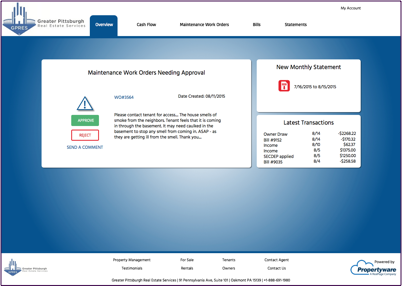 My Account
Greater Pittsburgh
Real Estate Services
GPRES
Overview
Cash Flow
Maintenance Work Orders
Bills
Statements
Maintenance Work Orders Needing Approval
WO#3564
Date Created: 08/11/2015
Please contact tenant for access... The house smells of
smoke from the neighbors. Tenant feels that it is coming
in through the basement. It may need caulked in the
basement to stop any smell from coming in, ASAP - as
they are getting ill from the smell. Thank you...
APPROVE
REJECT
SEND A COMMENT
New Monthly Statement
7/16/2015 to 8/15/2015
Latest Transactions
Owner Draw 8/14 -$2268.22
Bill #9152 8/14 -$170.32
Income 8/10 $62.37
Income 8/5 $1375.00
SECDEP applied 8/5 $1250.00
Bill #9035 8/4 -$258.58
Greater Pittsburgh
Real Estate Services
Property Management
For Sale
Tenants
Contact Agent
Testimonials
Rentals
Owners
Contact Us
Greater Pittsburgh Real Estate Services | 91 Pennsylvania Ave, Suite 101 | Oakmont PA 15139 | +1-888-691-1980
Powered by
Propertyware